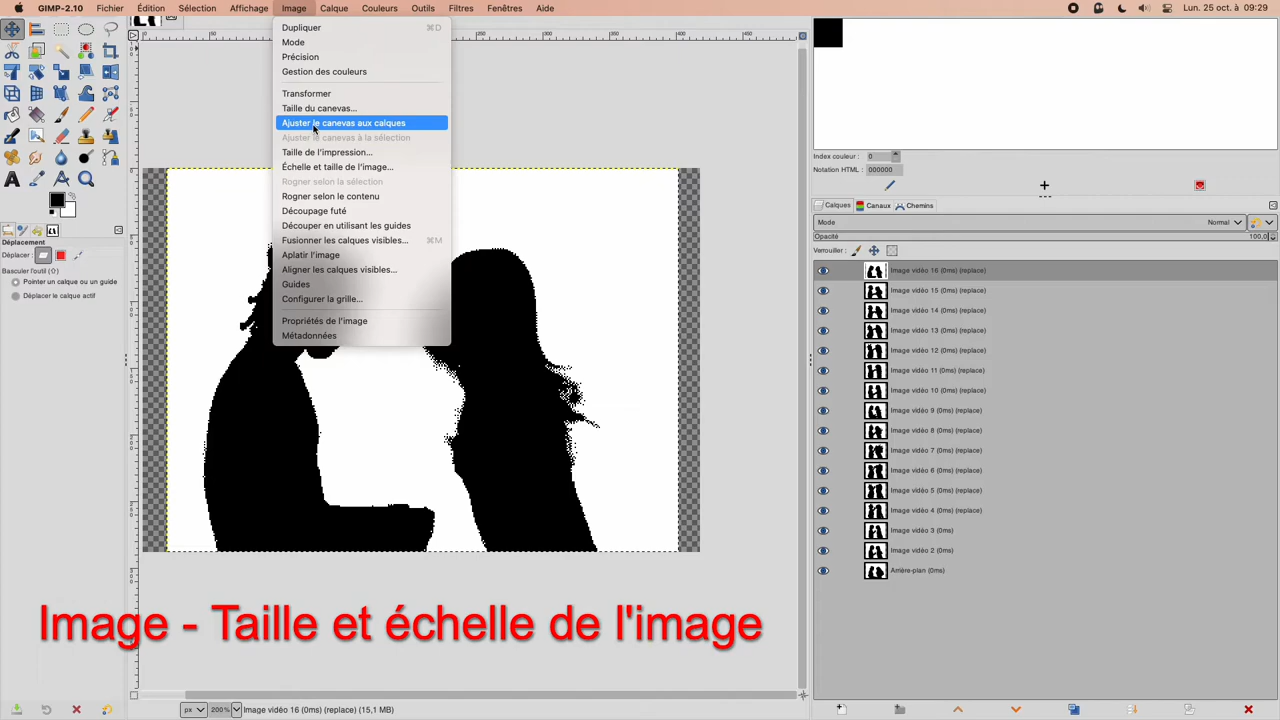 GIMP-2.10 Fichier Édition Sélection Affichage Image Calque Couleurs Outils Filtres Fenêtres Aide Lun. 25 oct. à 09:29
Dupliquer ⌘D
Mode
Précision
Gestion des couleurs
Transformer
Taille du canevas...
Ajuster le canevas aux calques
Ajuster le canevas à la sélection
Taille de l'impression...
Échelle et taille de l'image...
Rogner selon la sélection
Rogner selon le contenu
Découpage futé
Découper en utilisant les guides
Fusionner les calques visibles... ⌘M
Aplatir l'image
Aligner les calques visibles...
Guides
Configurer la grille...
Propriétés de l'image
Métadonnées
Déplacement
Déplacer :
Basculer l'outil (⇧)
Pointer un calque ou un guide
Déplacer le calque actif
Index couleur : 0
Notation HTML : 000000
Calques Canaux Chemins
Mode Normal
Opacité 100,0
Verrouiller :
Image vidéo 16 (0ms) (replace)
Image vidéo 15 (0ms) (replace)
Image vidéo 14 (0ms) (replace)
Image vidéo 13 (0ms) (replace)
Image vidéo 12 (0ms) (replace)
Image vidéo 11 (0ms) (replace)
Image vidéo 10 (0ms) (replace)
Image vidéo 9 (0ms) (replace)
Image vidéo 8 (0ms) (replace)
Image vidéo 7 (0ms) (replace)
Image vidéo 6 (0ms) (replace)
Image vidéo 5 (0ms) (replace)
Image vidéo 4 (0ms) (replace)
Image vidéo 3 (0ms)
Image vidéo 2 (0ms)
Arrière-plan (0ms)
Image - Taille et échelle de l'image
px 200% Image vidéo 16 (0ms) (replace) (15,1 MB)